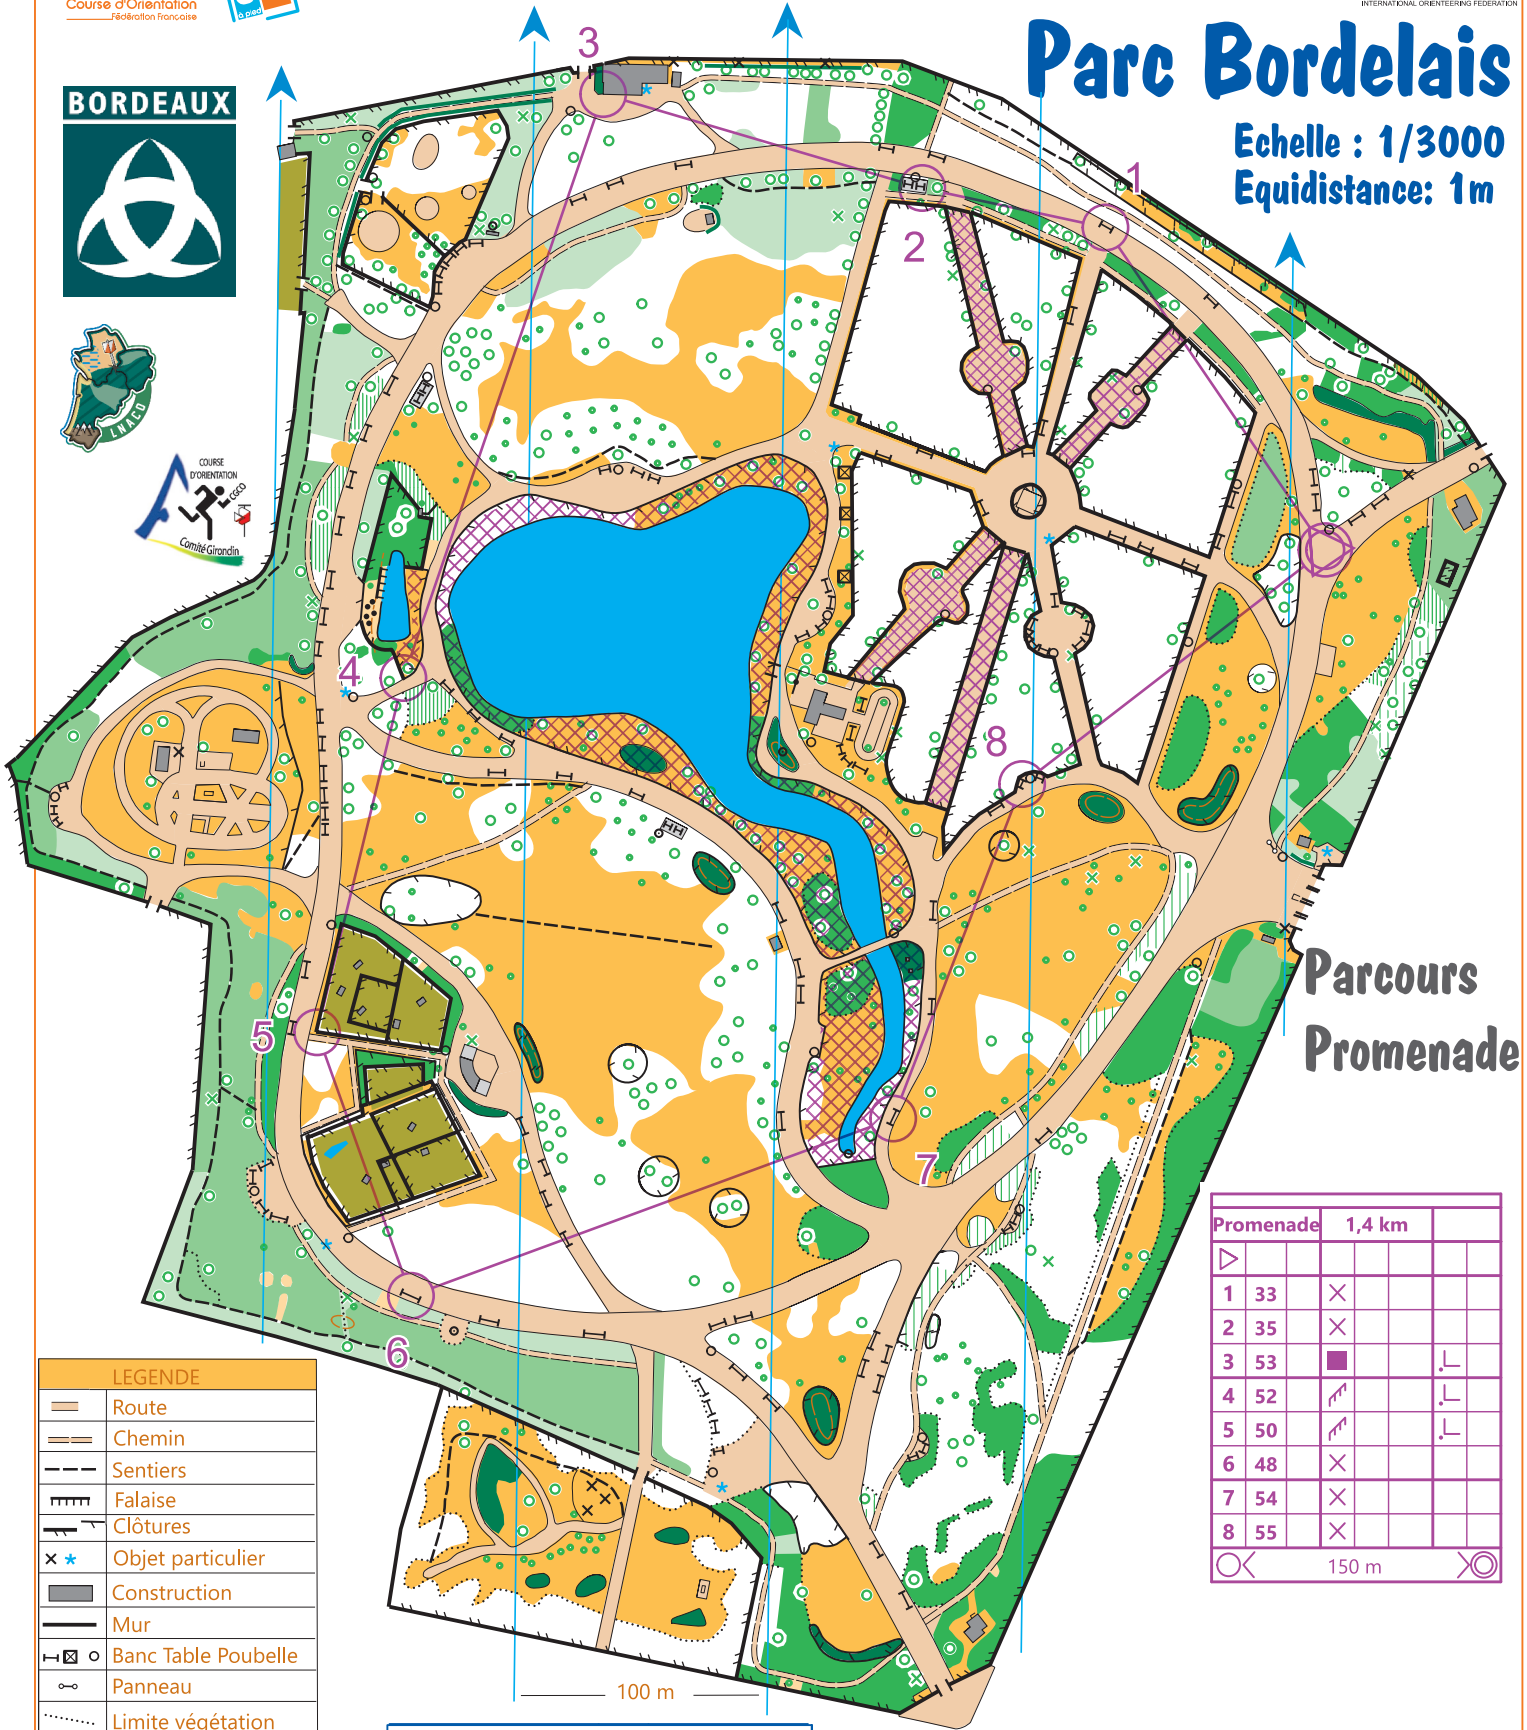 Course d'Orientation
Fédération Française
à pied
INTERNATIONAL ORIENTEERING FEDERATION
Parc Bordelais
Echelle : 1/3000
Equidistance: 1m
BORDEAUX
LNACO
COURSE
D'ORIENTATION
CGCO
Comité Girondin
3
1
2
4
8
5
7
6
Parcours
Promenade
Promenade 1,4 km
1 33
2 35
3 53
4 52
5 50
6 48
7 54
8 55
150 m
LEGENDE
Route
Chemin
Sentiers
Falaise
Clôtures
Objet particulier
Construction
Mur
Banc Table Poubelle
Panneau
Limite végétation
100 m